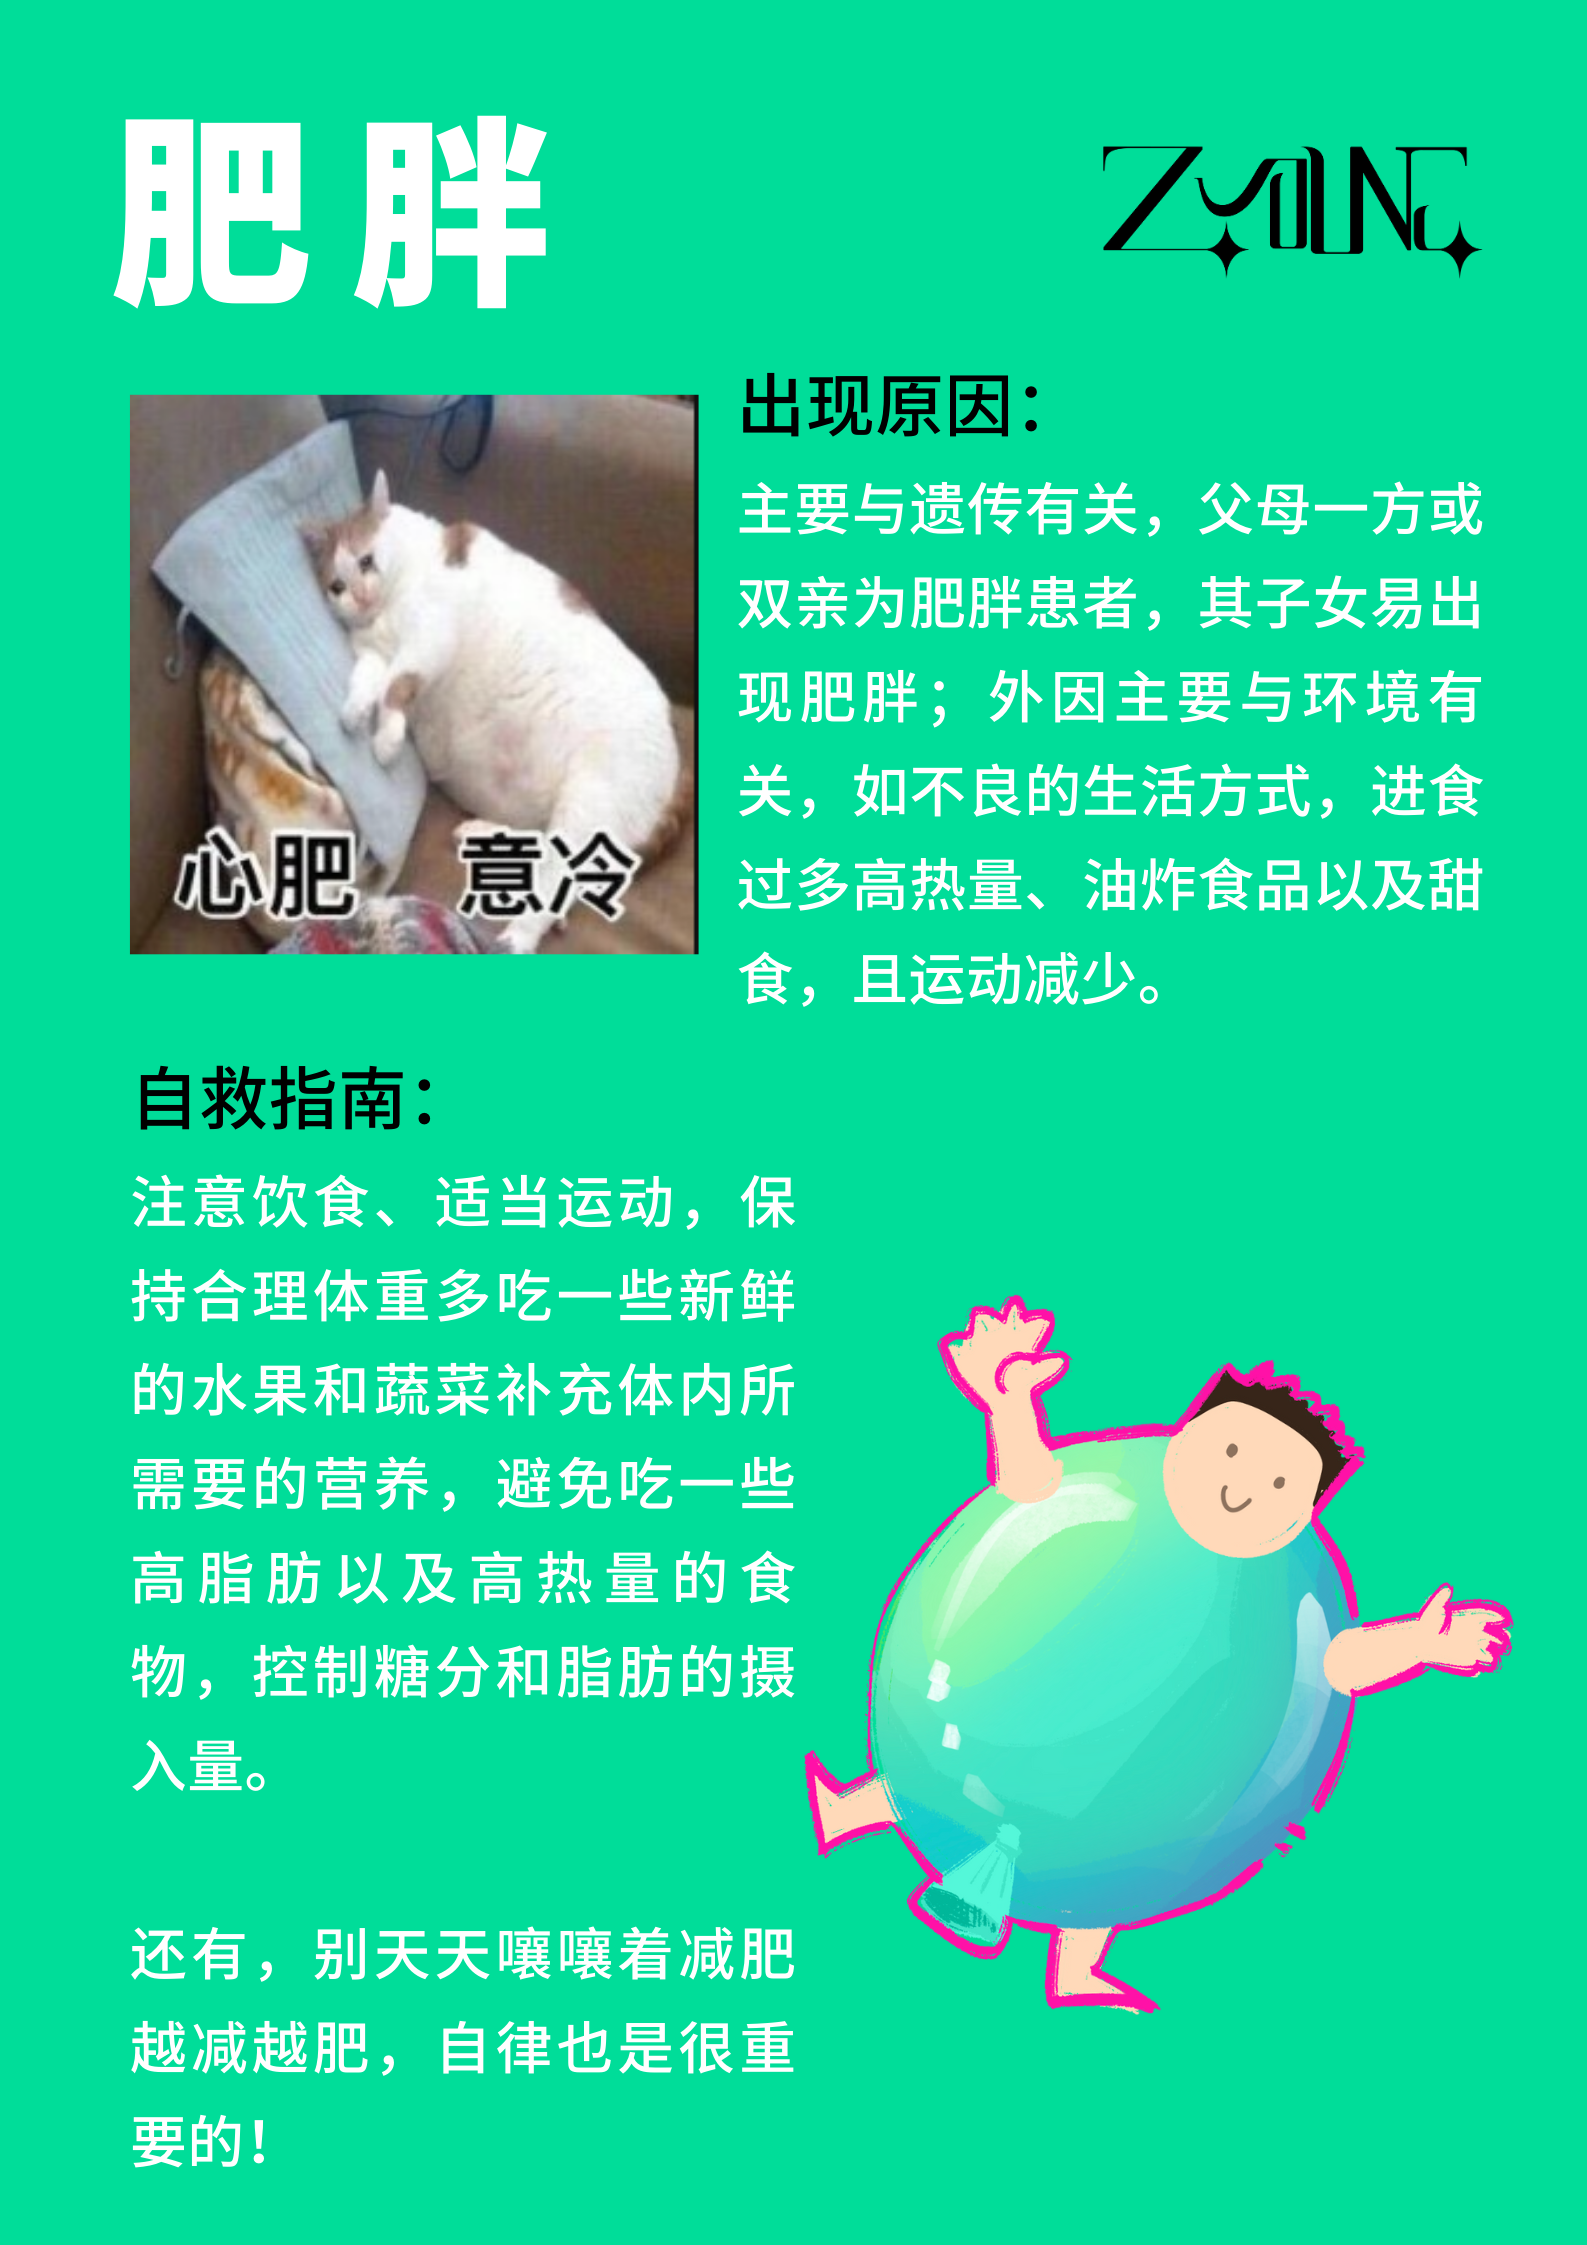 肥胖
出现原因：
主要与遗传有关，父母一方或
双亲为肥胖患者，其子女易出
现肥胖；外因主要与环境有
关，如不良的生活方式，进食
过多高热量、油炸食品以及甜
食，且运动减少。
心肥 意冷
自救指南：
注意饮食、适当运动，保
持合理体重多吃一些新鲜
的水果和蔬菜补充体内所
需要的营养，避免吃一些
高脂肪以及高热量的食
物，控制糖分和脂肪的摄
入量。
还有，别天天嚷嚷着减肥
越减越肥，自律也是很重
要的！